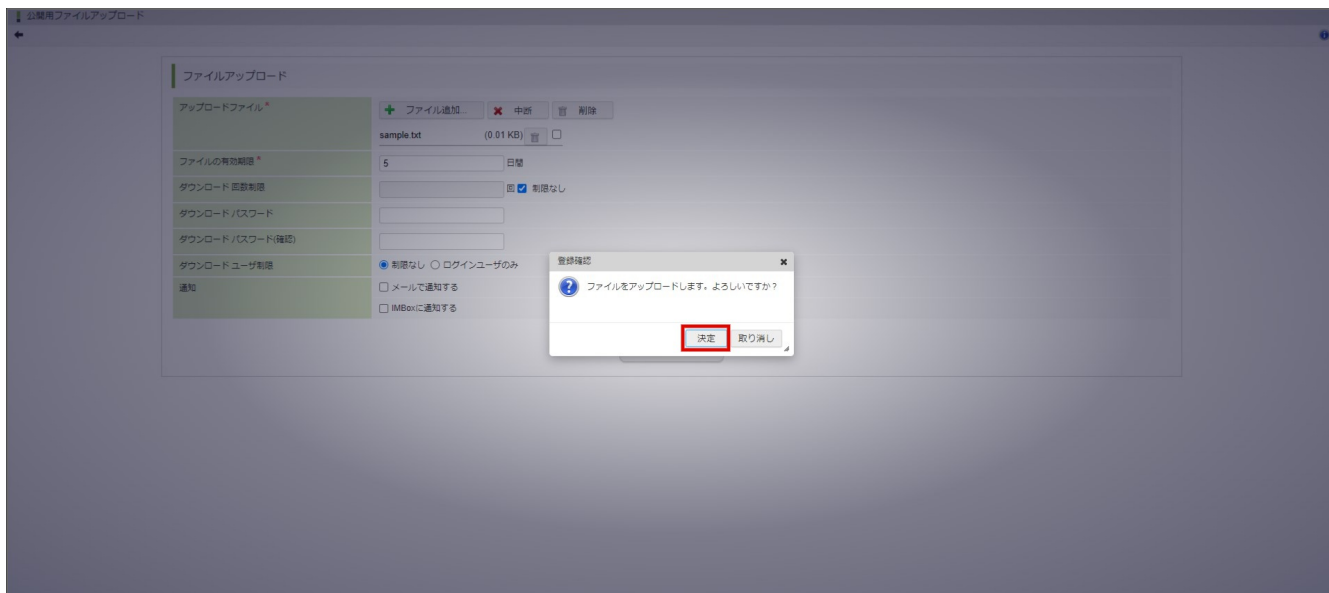 公開用ファイルアップロード
ファイルアップロード
アップロードファイル *
ファイル追加... 中断 削除
sample.txt (0.01 KB)
ファイルの有効期限 *
5 日間
ダウンロード 回数制限
回 制限なし
ダウンロード パスワード
ダウンロード パスワード(確認)
ダウンロード ユーザ制限
制限なし ログインユーザのみ
通知
メールで通知する
IMBoxに通知する
登録確認
ファイルをアップロードします。よろしいですか?
決定 取り消し